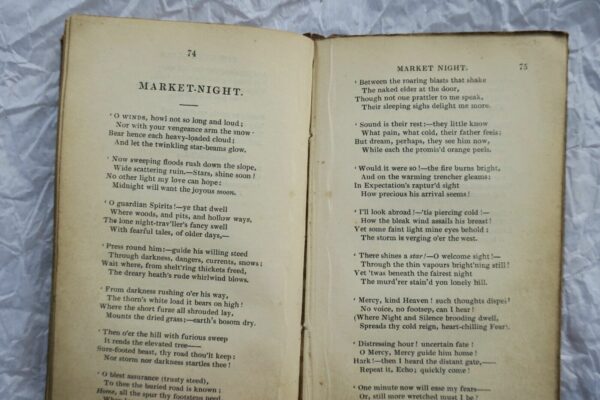 74
MARKET-NIGHT.
‘O WINDS, howl not so long and loud;
Nor with your vengeance arm the snow·
Bear hence each heavy-loaded cloud;
And let the twinkling star-beams glow.
‘Now sweeping floods rush down the slope,
Wide scattering ruin.—Stars, shine soon!
No other light my love can hope:
Midnight will want the joyous moon.
‘O guardian Spirits!—ye that dwell
Where woods, and pits, and hollow ways,
The lone night-trav'ler's fancy swell
With fearful tales, of older days,—
‘Press round him:—guide his willing steed
Through darkness, dangers, currents, snows;
Wait where, from shelt'ring thickets freed,
The dreary heath's rude whirlwind blows.
‘From darkness rushing o'er his way,
The thorn's white load it bears on high!
Where the short furze all shrouded lay,
Mounts the dried grass;—earth's bosom dry.
‘Then o'er the hill with furious sweep
It rends the elevated tree——
Sure-footed beast, thy road thou'lt keep:
Nor storm nor darkness startles thee!
‘O blest assurance (trusty steed),
To thee the buried road is known;
Home, all the spur thy footsteps need,
MARKET NIGHT. 75
‘Between the roaring blasts that shake
The naked elder at the door,
Though not one prattler to me speak,
Their sleeping sighs delight me more.
‘Sound is their rest:—they little know
What pain, what cold, their father feels;
But dream, perhaps, they see him now,
While each the promis'd orange peels.
‘Would it were so!—the fire burns bright,
And on the warming trencher gleams:
In Expectation's raptur'd sight
How precious his arrival seems!
‘I'll look abroad!—'tis piercing cold!—
How the bleak wind assails his breast!
Yet some faint light mine eyes behold:
The storm is verging o'er the west.
‘There shines a star!—O welcome sight!—
Through the thin vapours bright'ning still!
Yet 'twas beneath the fairest night
The murd'rer stain'd you lonely hill.
‘Mercy, kind Heaven! such thoughts dispel
No voice, no footsep, can I hear!
(Where Night and Silence brooding dwell,
Spreads thy cold reign, heart-chilling Fear).
‘Distressing hour! uncertain fate!
O Mercy, Mercy guide him home!
Hark!—then I heard the distant gate,——
Repeat it, Echo; quickly come!
‘One minute now will ease my fears——
Or, still more wretched must I be!